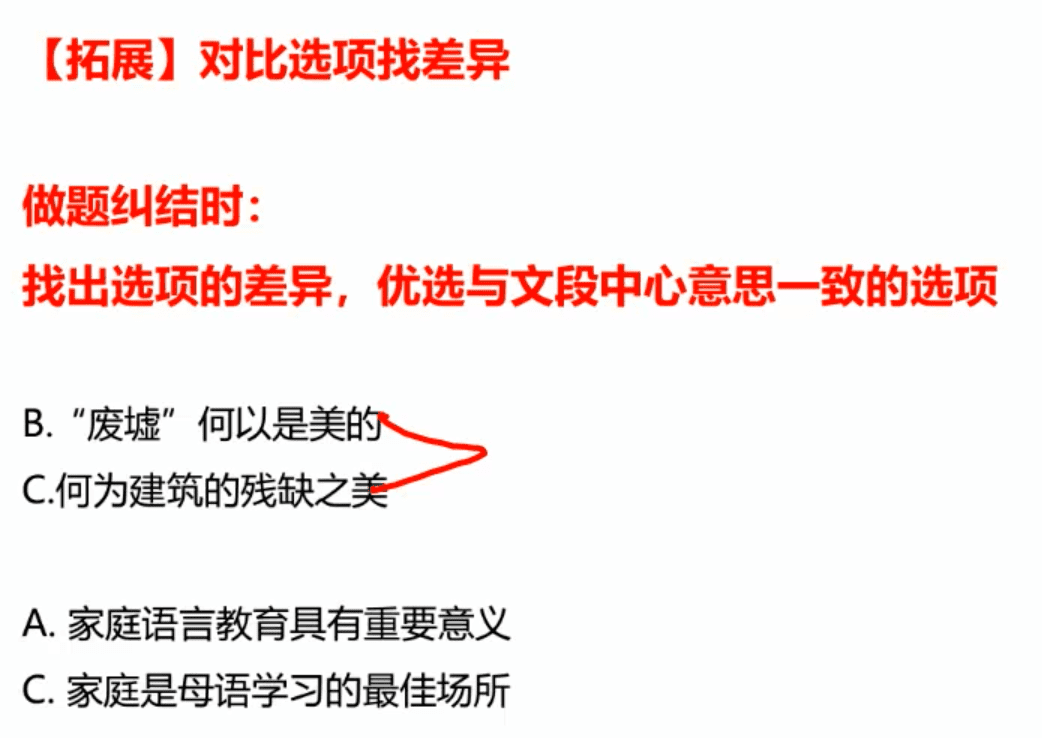 【拓展】对比选项找差异
做题纠结时：
找出选项的差异，优选与文段中心意思一致的选项
B.“废墟”何以是美的
C.何为建筑的残缺之美
A. 家庭语言教育具有重要意义
C. 家庭是母语学习的最佳场所